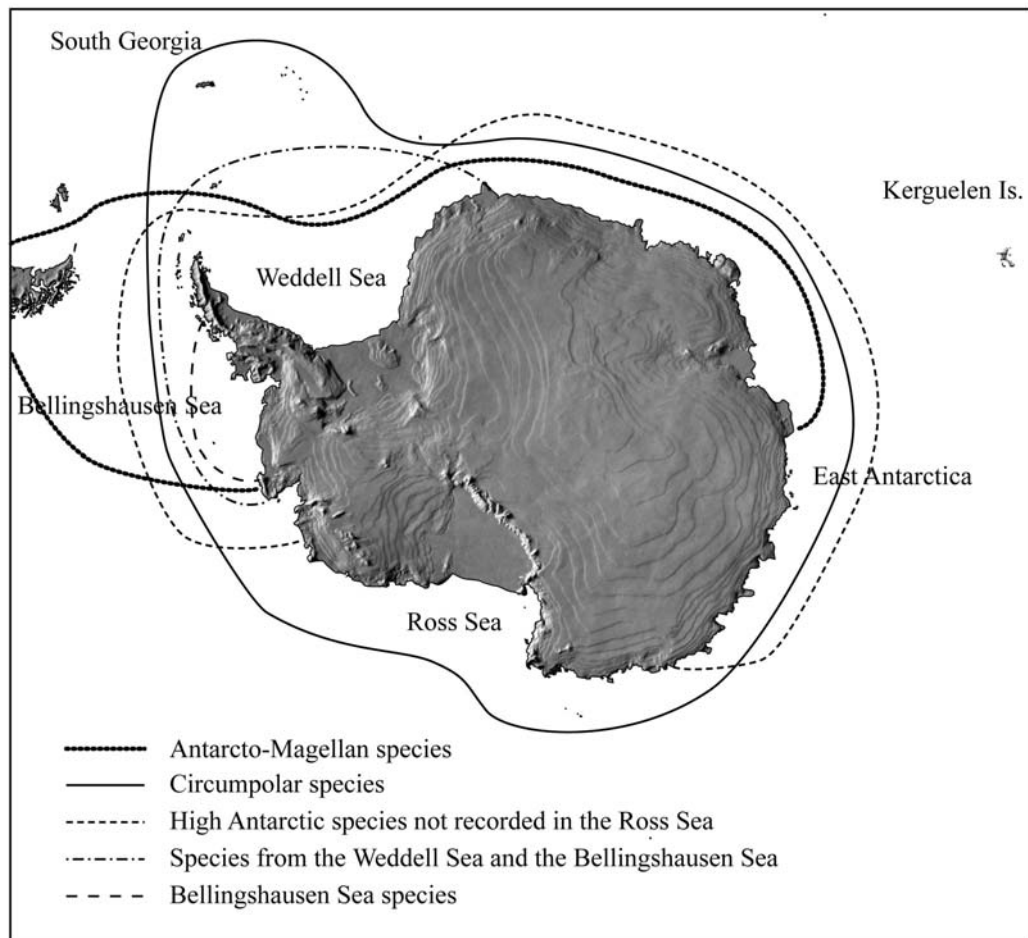 South Georgia
Kerguelen Is.
Weddell Sea
Bellingshausen Sea
East Antarctica
Ross Sea
Antarcto-Magellan species
Circumpolar species
High Antarctic species not recorded in the Ross Sea
Species from the Weddell Sea and the Bellingshausen Sea
Bellingshausen Sea species